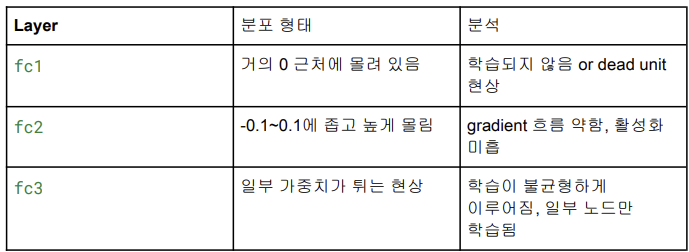 Layer 분포 형태 분석
fc1 거의 0 근처에 몰려 있음 학습되지 않음 or dead unit
현상
fc2 -0.1~0.1에 좁고 높게 몰림 gradient 흐름 약함, 활성화
미흡
fc3 일부 가중치가 튀는 현상 학습이 불균형하게
이루어짐, 일부 노드만
학습됨